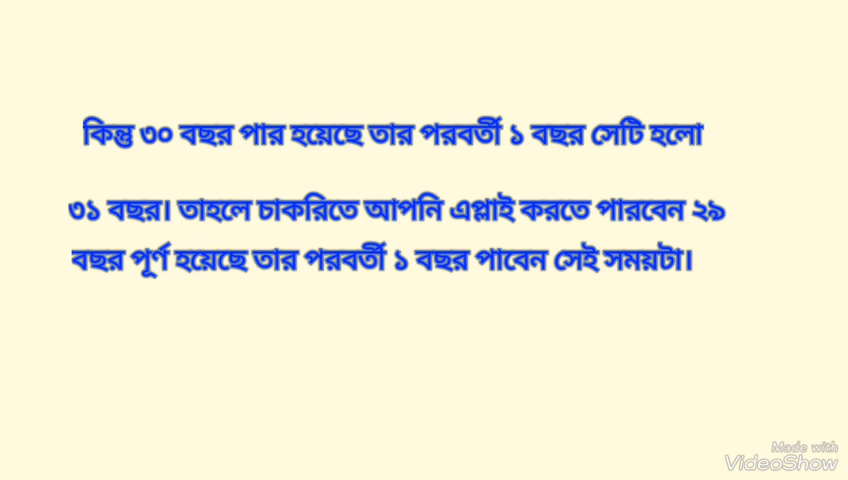 কিন্তু ৩০ বছর পার হয়েছে তার পরবর্তী ১ বছর সেটি হলো
৩১ বছর। তাহলে চাকরিতে আপনি এপ্লাই করতে পারবেন ২৯
বছর পূর্ণ হয়েছে তার পরবর্তী ১ বছর পাবেন সেই সময়টা।
Made with
VideoShow